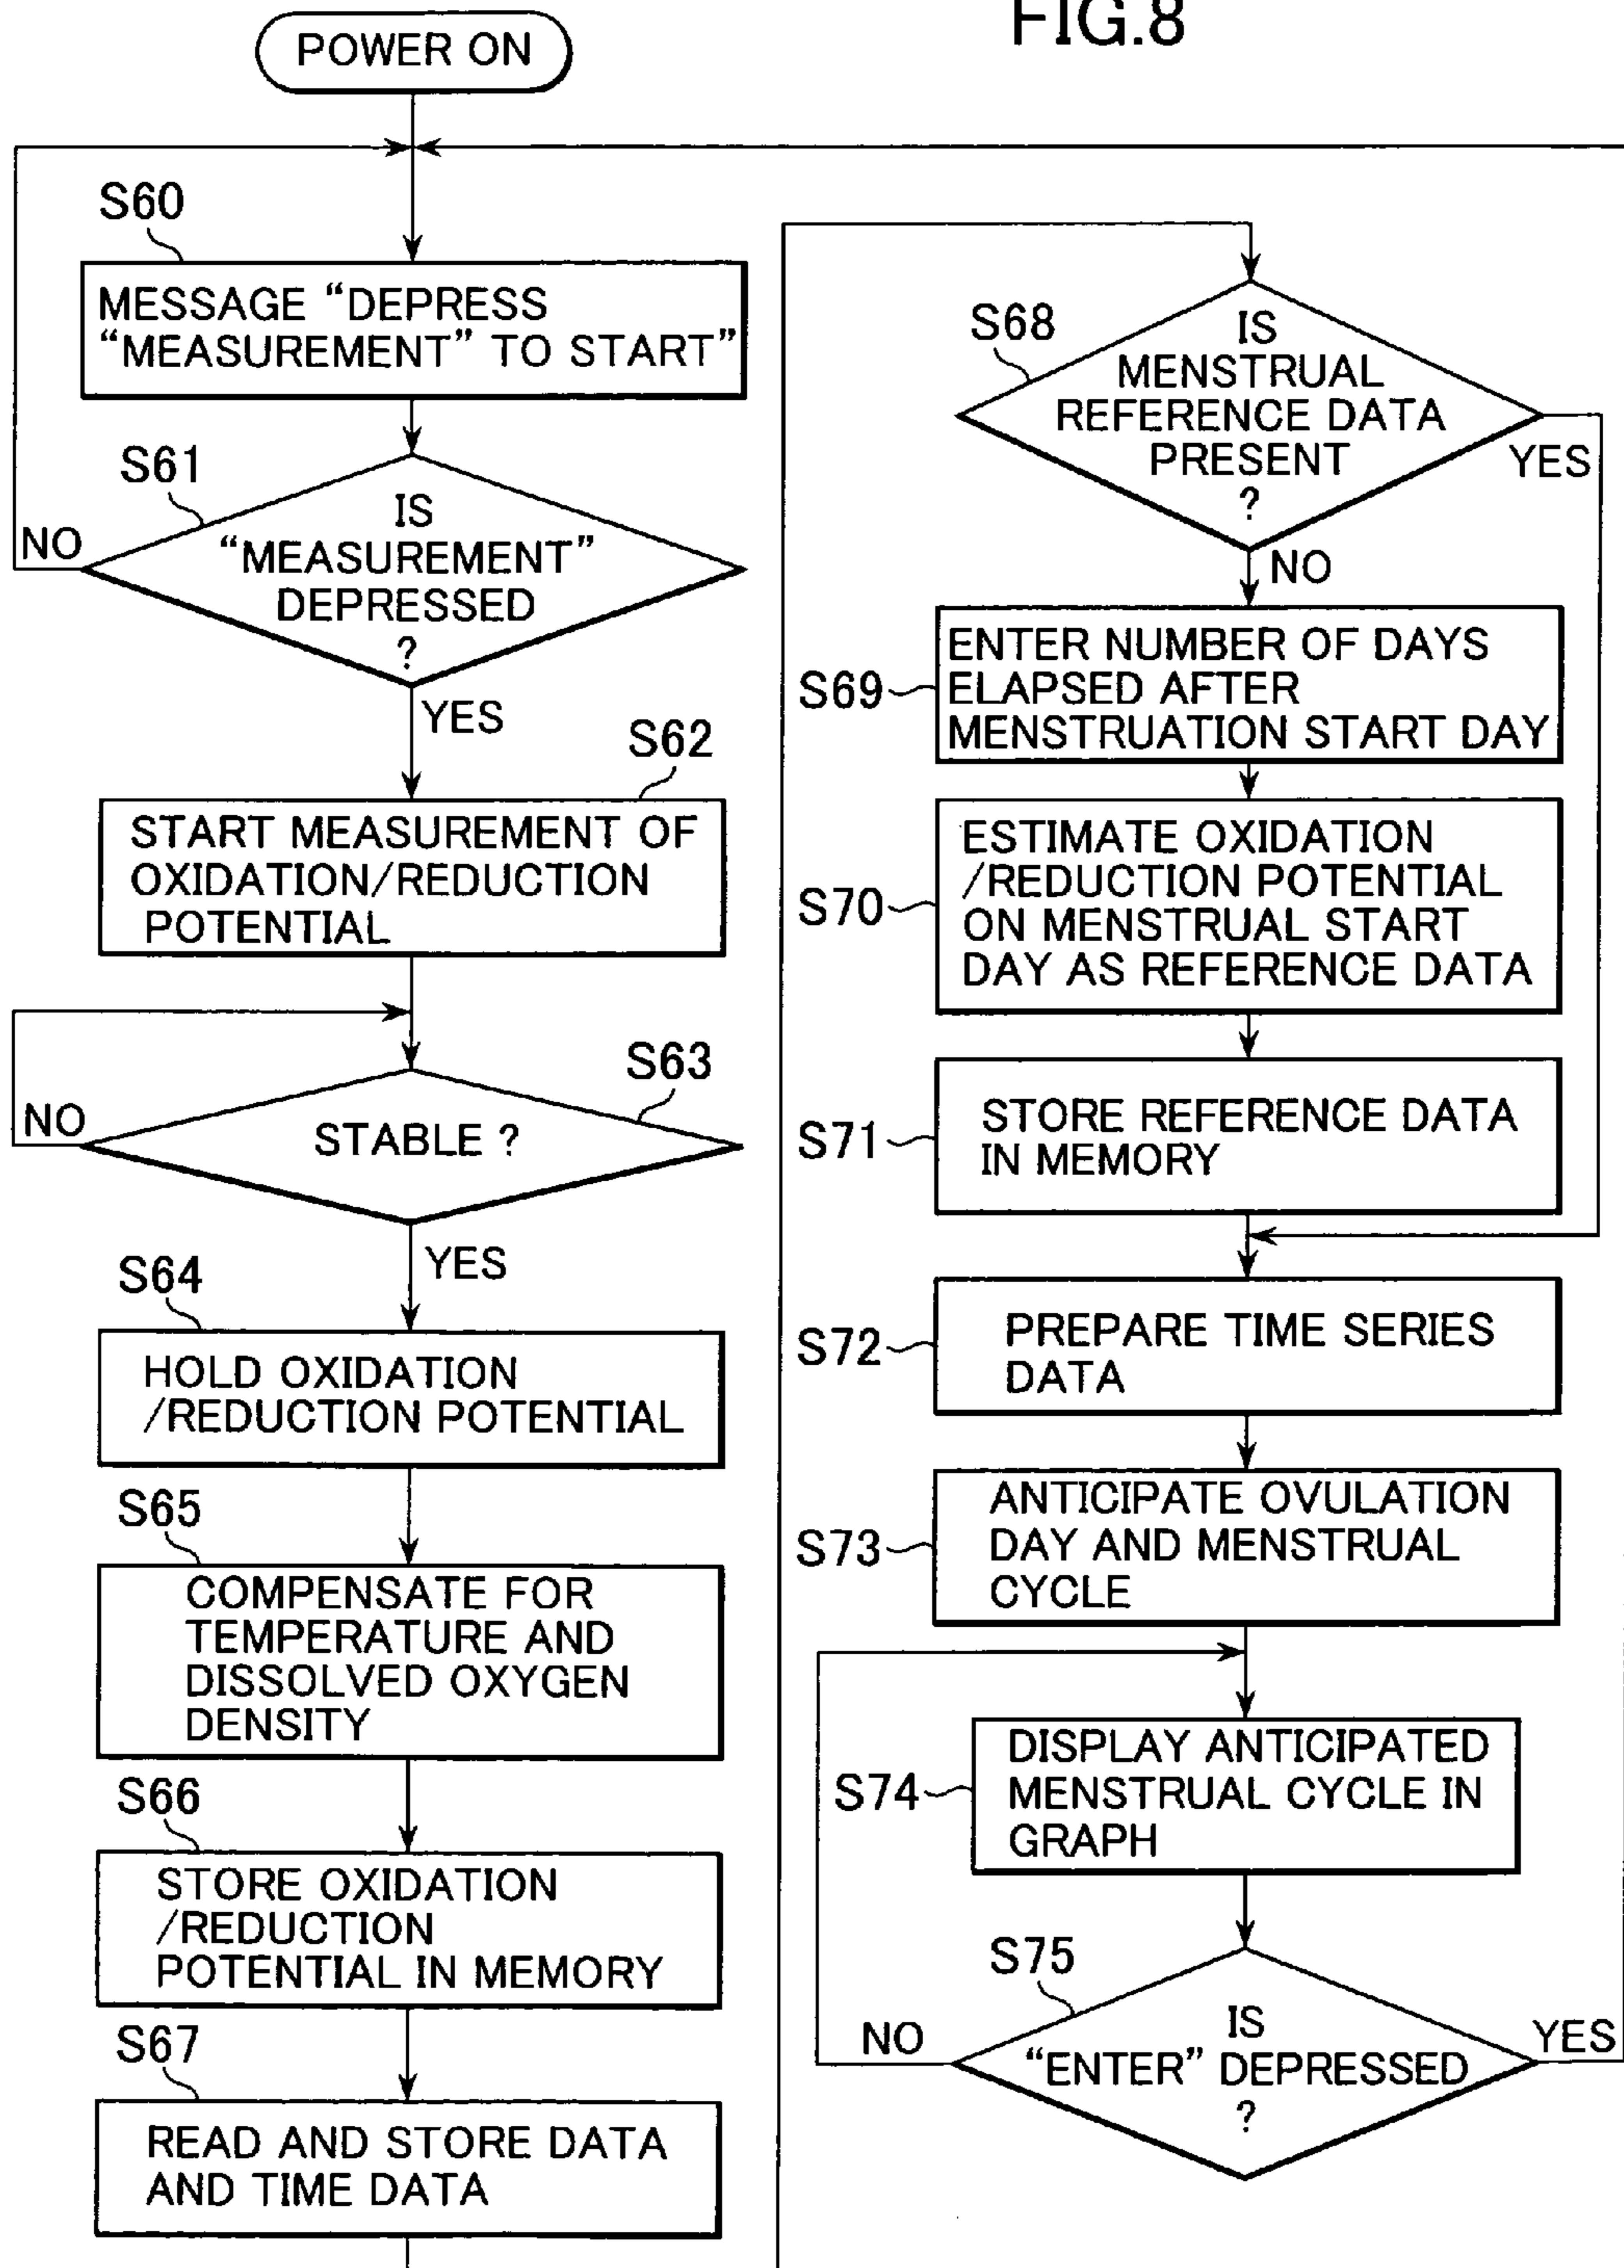 FIG.8
POWER ON
S60
MESSAGE “DEPRESS
“MEASUREMENT” TO START”
S61
IS
“MEASUREMENT”
DEPRESSED
?
NO
YES
S62
START MEASUREMENT OF
OXIDATION/REDUCTION
POTENTIAL
S63
STABLE ?
NO
YES
S64
HOLD OXIDATION
/REDUCTION POTENTIAL
S65
COMPENSATE FOR
TEMPERATURE AND
DISSOLVED OXYGEN
DENSITY
S66
STORE OXIDATION
/REDUCTION
POTENTIAL IN MEMORY
S67
READ AND STORE DATA
AND TIME DATA
S68
IS
MENSTRUAL
REFERENCE DATA
PRESENT
?
YES
NO
S69
ENTER NUMBER OF DAYS
ELAPSED AFTER
MENSTRUATION START DAY
S70
ESTIMATE OXIDATION
/REDUCTION POTENTIAL
ON MENSTRUAL START
DAY AS REFERENCE DATA
S71
STORE REFERENCE DATA
IN MEMORY
S72
PREPARE TIME SERIES
DATA
S73
ANTICIPATE OVULATION
DAY AND MENSTRUAL
CYCLE
S74
DISPLAY ANTICIPATED
MENSTRUAL CYCLE IN
GRAPH
S75
IS
“ENTER” DEPRESSED
?
NO
YES